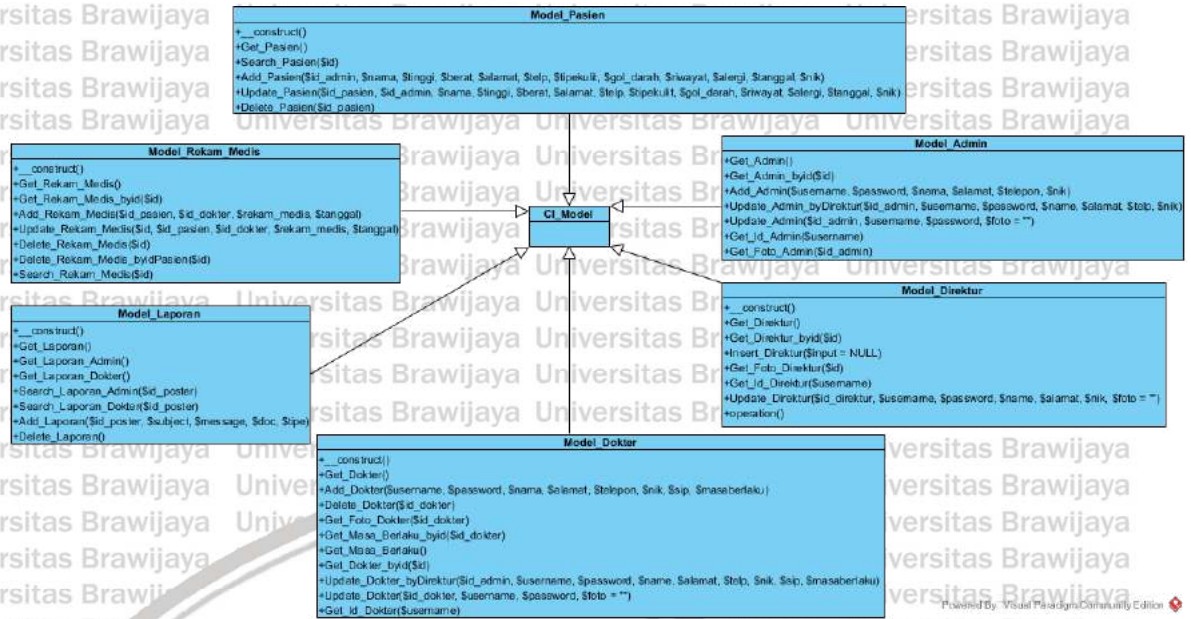 Model_Pasien
+__construct()
+Get_Pasien()
+Search_Pasien($id)
+Add_Pasien($id_admin, $nama, $tinggi, $berat, $alamat, $telp, $tipekulit, $gol_darah, $riwayat, $alergi, $tanggal, $nik)
+Update_Pasien($id_pasien, $id_admin, $nama, $tinggi, $berat, $alamat, $telp, $tipekulit, $gol_darah, $riwayat, $alergi, $tanggal, $nik)
+Delete_Pasien($id_pasien)
Model_Rekam_Medis
+__construct()
+Get_Rekam_Medis()
+Get_Rekam_Medis_byid($id)
+Add_Rekam_Medis($id_pasien, $id_dokter, $rekam_medis, $tanggal)
+Update_Rekam_Medis($id, $id_pasien, $id_dokter, $rekam_medis, $tanggal)
+Delete_Rekam_Medis($id)
+Delete_Rekam_Medis_byidPasien($id)
+Search_Rekam_Medis($id)
CI_Model
Model_Admin
+Get_Admin()
+Get_Admin_byid($id)
+Add_Admin($username, $password, $nama, $alamat, $telepon, $nik)
+Update_Admin_byDirektur($id_admin, $username, $password, $name, $alamat, $telp, $nik)
+Update_Admin($id_admin, $username, $password, $foto = "")
+Get_Id_Admin($username)
+Get_Foto_Admin($id_admin)
Model_Laporan
+__construct()
+Get_Laporan()
+Get_Laporan_Admin()
+Get_Laporan_Dokter()
+Search_Laporan_Admin($id_poster)
+Search_Laporan_Dokter($id_poster)
+Add_Laporan($id_poster, $subject, $message, $doc, $tipe)
+Delete_Laporan()
Model_Direktur
+__construct()
+Get_Direktur()
+Get_Direktur_byid($id)
+Insert_Direktur($input = NULL)
+Get_Foto_Direktur($id)
+Get_Id_Direktur($username)
+Update_Direktur($id_direktur, $username, $password, $name, $alamat, $nik, $foto = "")
+operation()
Model_Dokter
+__construct()
+Get_Dokter()
+Add_Dokter($username, $password, $nama, $alamat, $telepon, $nik, $sip, $masaberlaku)
+Delete_Dokter($id_dokter)
+Get_Foto_Dokter($id_dokter)
+Get_Masa_Berlaku_byid($id_dokter)
+Get_Masa_Berlaku()
+Get_Dokter_byid($id)
+Update_Dokter_byDirektur($id_admin, $username, $password, $name, $alamat, $telp, $nik, $sip, $masaberlaku)
+Update_Dokter($id_dokter, $username, $password, $foto = "")
+Get_Id_Dokter($username)
Powered By Visual Paradigm Community Edition